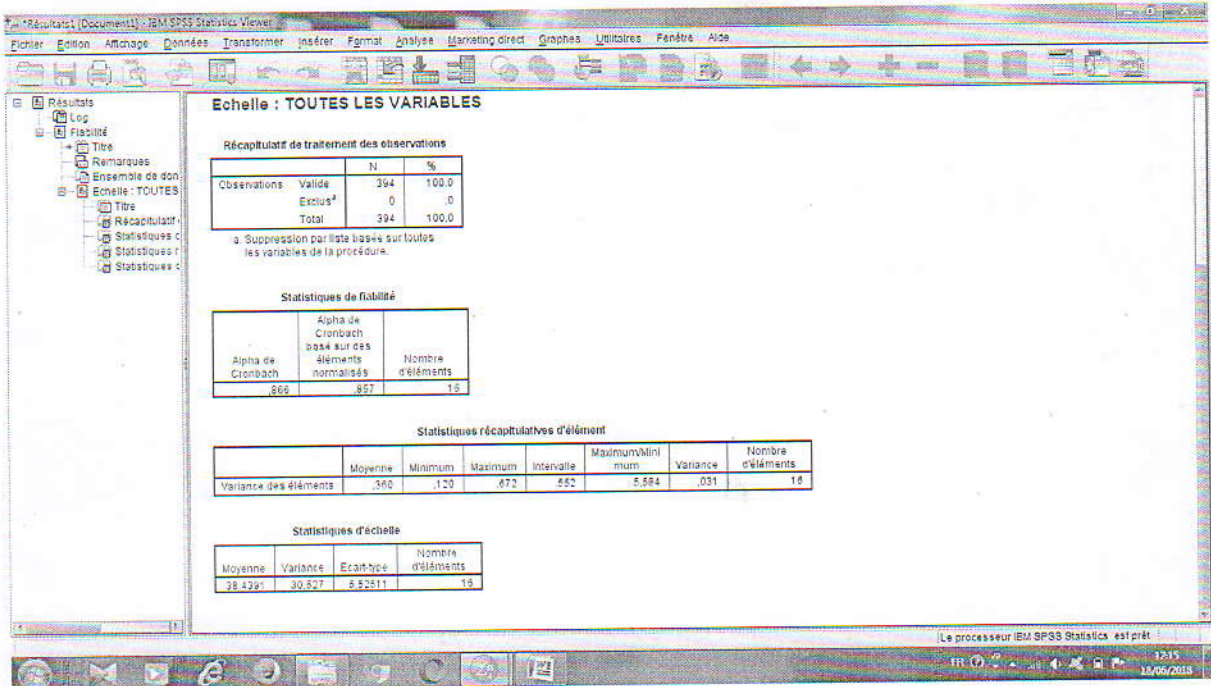 *Résultats1 [Document1] - IBM SPSS Statistics Viewer
Fichier Edition Affichage Données Transformer Insérer Format Analyse Marketing direct Graphes Utilitaires Fenêtre Aide
Résultats
Log
Fiabilité
Titre
Remarques
Ensemble de don
Echelle : TOUTES
Titre
Récapitulatif
Statistiques d
Statistiques r
Statistiques d
Echelle : TOUTES LES VARIABLES
Récapitulatif de traitement des observations
N %
Observations Valide 394 100,0
Exclusª 0 ,0
Total 394 100,0
a. Suppression par liste basée sur toutes
les variables de la procédure.
Statistiques de fiabilité
Alpha de Cronbach
Alpha de Cronbach basé sur des éléments normalisés
Nombre d'éléments
,866 ,857 16
Statistiques récapitulatives d'élément
Moyenne Minimum Maximum Intervalle Maximum/Minimum Variance Nombre d'éléments
Variance des éléments ,360 ,120 ,672 ,552 5,594 ,031 16
Statistiques d'échelle
Moyenne Variance Ecart-type Nombre d'éléments
38,4391 30,527 5,52511 16
Le processeur IBM SPSS Statistics est prêt
FR
12:15
18/06/2018